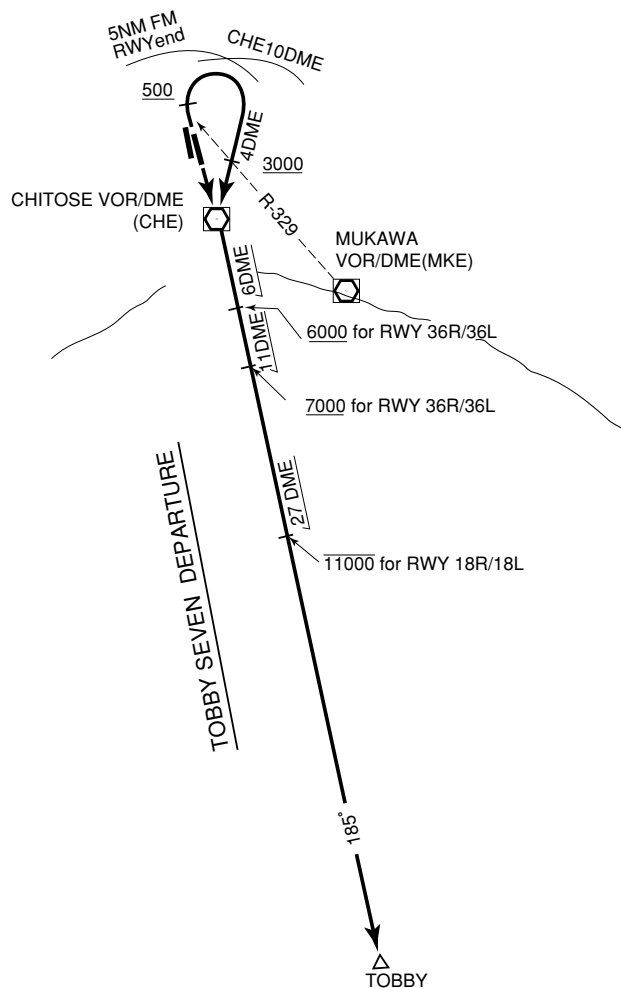 5NM FM
RWYend
CHE10DME
500
4DME
3000
CHITOSE VOR/DME
(CHE)
R-329
MUKAWA
VOR/DME(MKE)
6DME
6000 for RWY 36R/36L
11DME
7000 for RWY 36R/36L
27 DME
11000 for RWY 18R/18L
TOBBY SEVEN DEPARTURE
185°
TOBBY